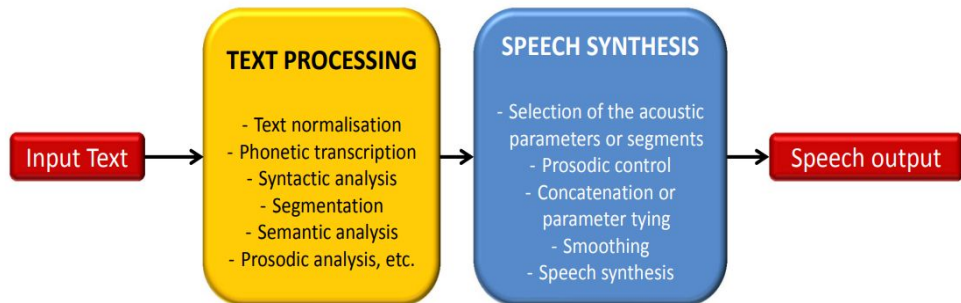 Input Text
TEXT PROCESSING
- Text normalisation
- Phonetic transcription
- Syntactic analysis
- Segmentation
- Semantic analysis
- Prosodic analysis, etc.
SPEECH SYNTHESIS
- Selection of the acoustic
parameters or segments
- Prosodic control
- Concatenation or
parameter tying
- Smoothing
- Speech synthesis
Speech output